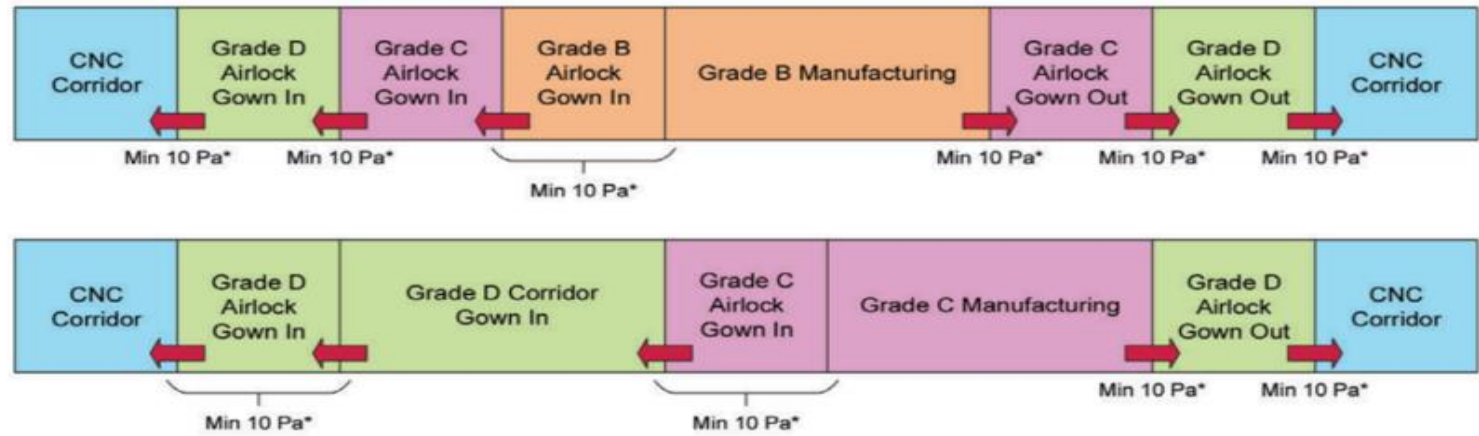 CNC
Corridor
Grade D
Airlock
Gown In
Grade C
Airlock
Gown In
Grade B
Airlock
Gown In
Grade B Manufacturing
Grade C
Airlock
Gown Out
Grade D
Airlock
Gown Out
CNC
Corridor
Min 10 Pa*
Min 10 Pa*
Min 10 Pa*
Min 10 Pa*
Min 10 Pa*
Min 10 Pa*
CNC
Corridor
Grade D
Airlock
Gown In
Grade D Corridor
Gown In
Grade C
Airlock
Gown In
Grade C Manufacturing
Grade D
Airlock
Gown Out
CNC
Corridor
Min 10 Pa*
Min 10 Pa*
Min 10 Pa*
Min 10 Pa*